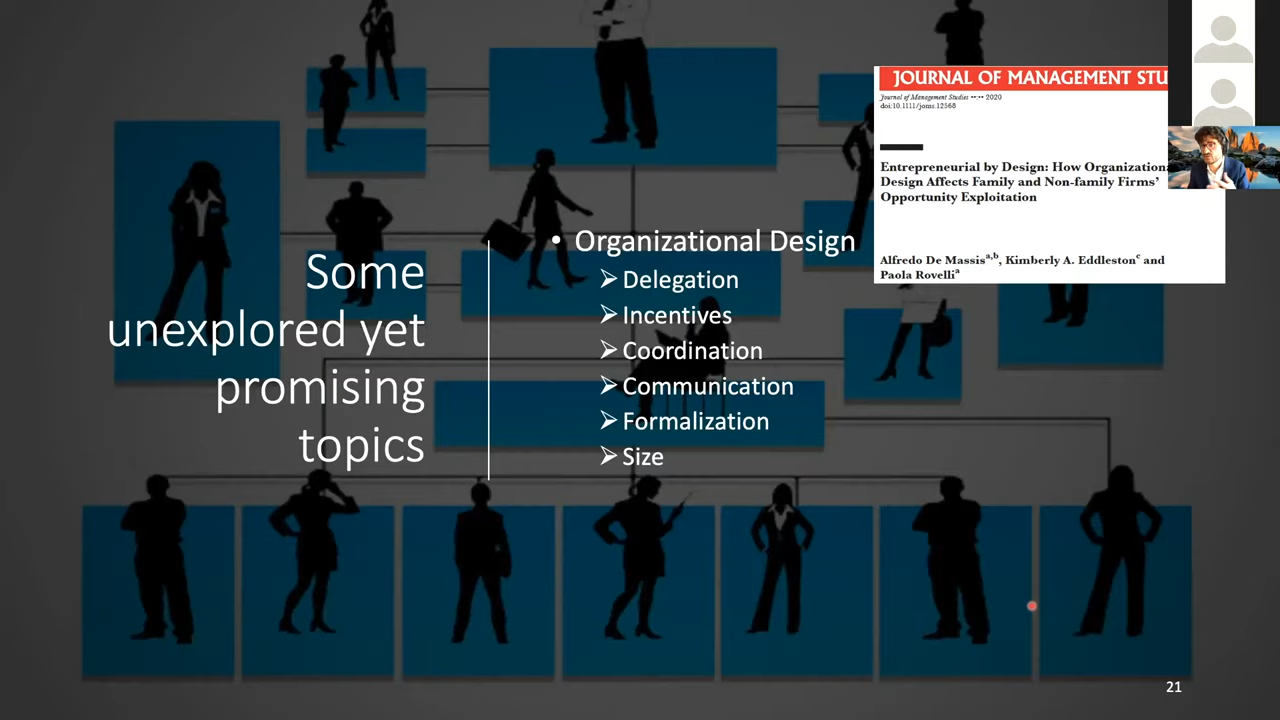 Some
unexplored yet
promising
topics
• Organizational Design
➢ Delegation
➢ Incentives
➢ Coordination
➢ Communication
➢ Formalization
➢ Size
JOURNAL OF MANAGEMENT STU
Journal of Management Studies ••:•• 2020
doi:10.1111/joms.12568
Entrepreneurial by Design: How Organization
Design Affects Family and Non-family Firms'
Opportunity Exploitation
Alfredo De Massis a,b, Kimberly A. Eddleston c and
Paola Rovelli a
21